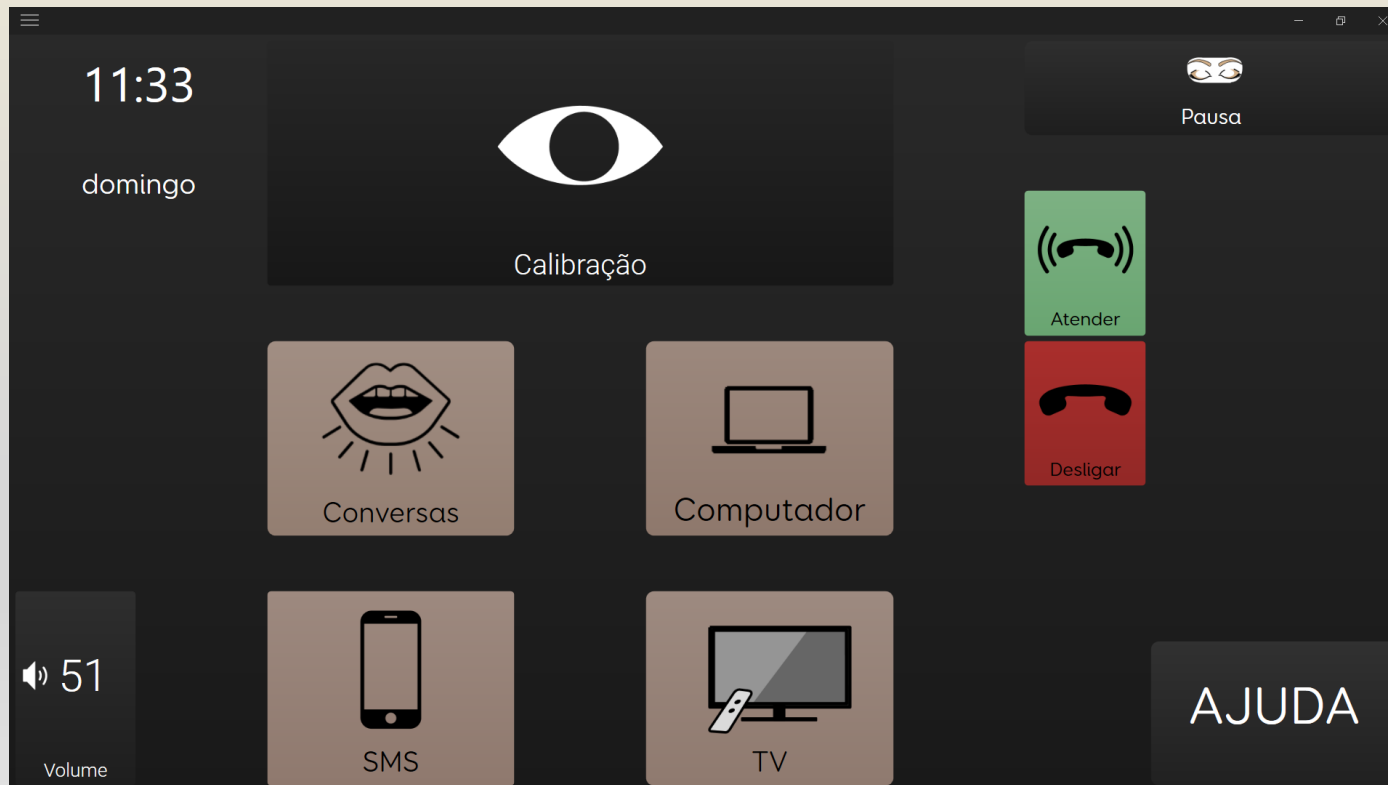 11:33
domingo
Calibração
Pausa
Atender
Desligar
Conversas
Computador
51
Volume
SMS
TV
AJUDA